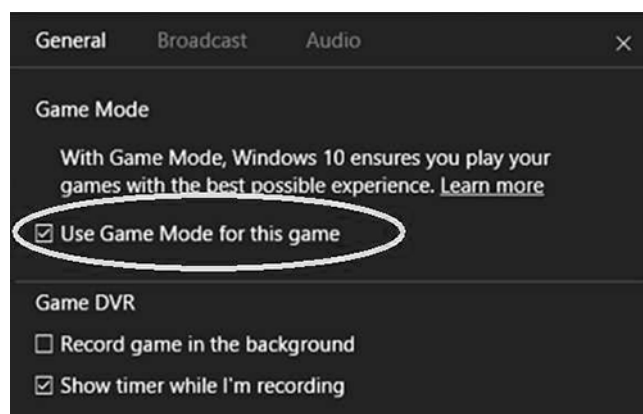 General Broadcast Audio
Game Mode
With Game Mode, Windows 10 ensures you play your
games with the best possible experience. Learn more
Use Game Mode for this game
Game DVR
Record game in the background
Show timer while I'm recording